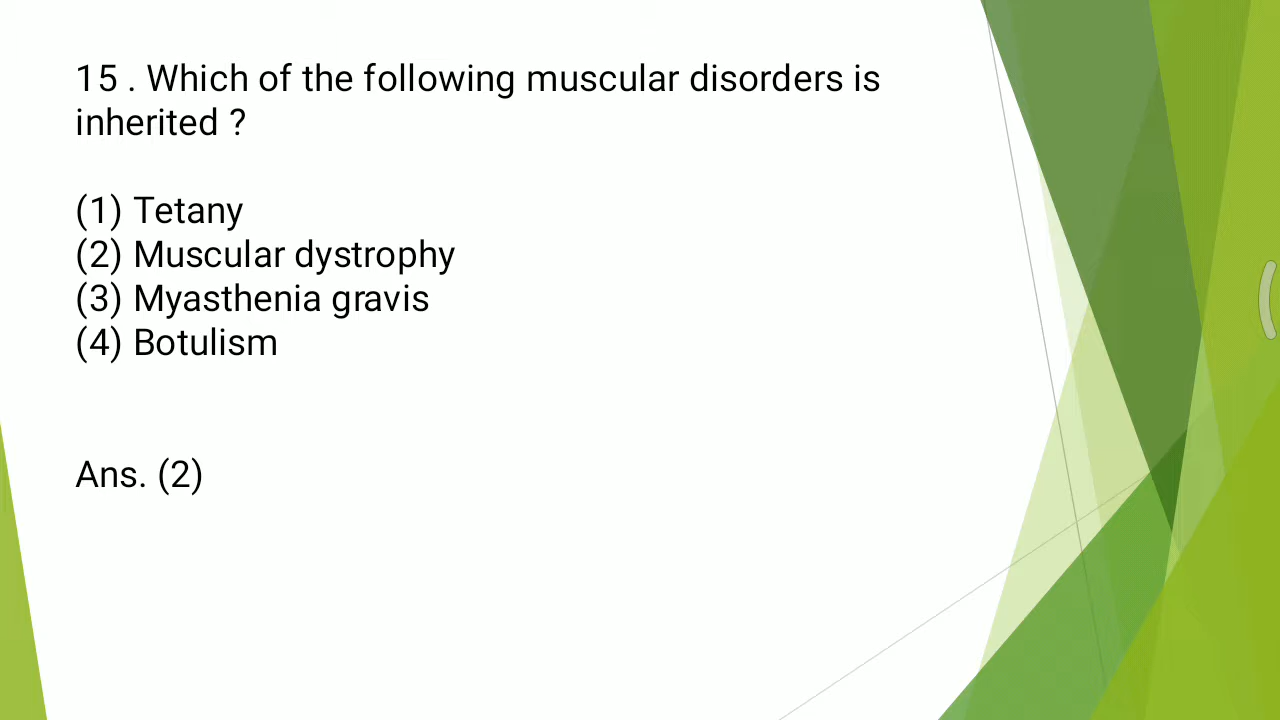 15 . Which of the following muscular disorders is
inherited ?
(1) Tetany
(2) Muscular dystrophy
(3) Myasthenia gravis
(4) Botulism
Ans. (2)